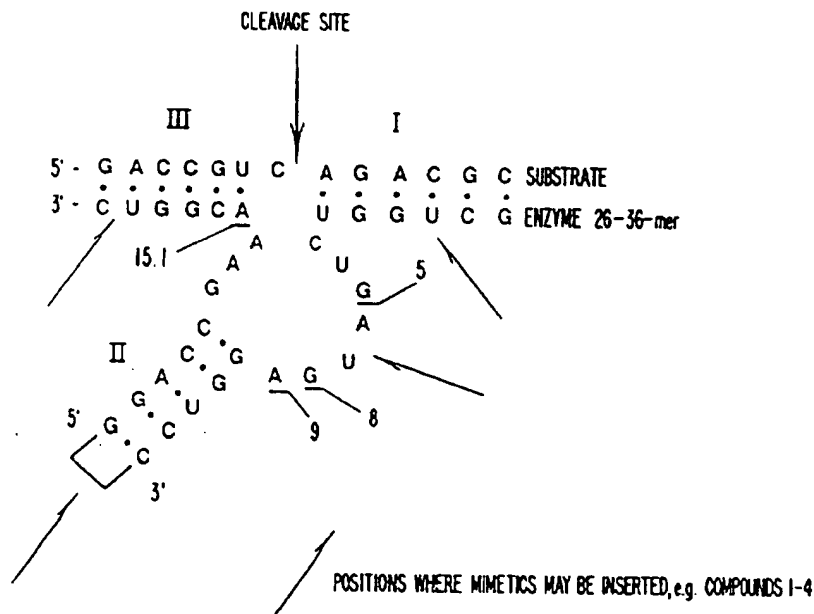 CLEAVAGE SITE
III I
5' - G A C C G U C A G A C G C SUBSTRATE
3' - C U G G C A U G G U C G ENZYME 26-36-mer
15.1 A C
A U
G G 5
C A
II C G U
A G A G
G U 9 8
5' G C
C
3'
POSITIONS WHERE MIMETICS MAY BE INSERTED, e.g. COMPOUNDS 1-4